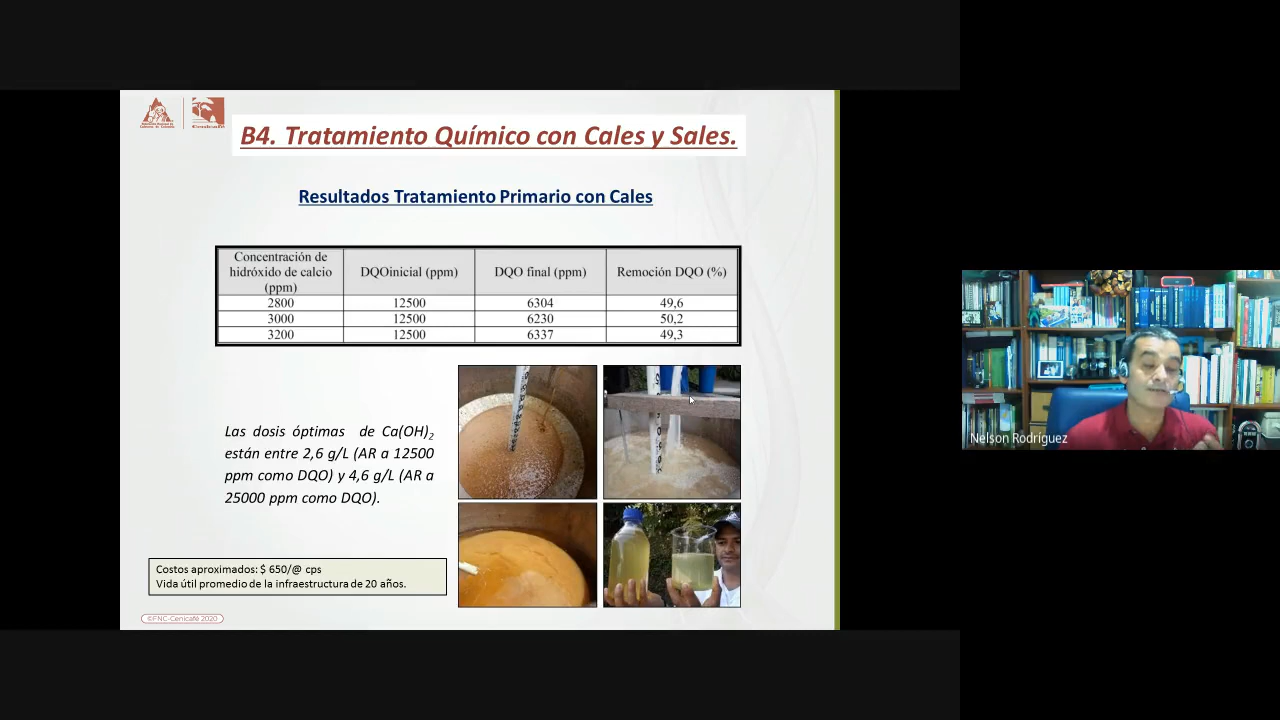 Cenicafé
B4. Tratamiento Químico con Cales y Sales.
Resultados Tratamiento Primario con Cales
Concentración de hidróxido de calcio (ppm) DQOinicial (ppm) DQO final (ppm) Remoción DQO (%)
2800 12500 6304 49,6
3000 12500 6230 50,2
3200 12500 6337 49,3
Las dosis óptimas de Ca(OH)2
están entre 2,6 g/L (AR a 12500
ppm como DQO) y 4,6 g/L (AR a
25000 ppm como DQO).
Costos aproximados: $ 650/@ cps
Vida útil promedio de la infraestructura de 20 años.
©FNC-Cenicafé 2020
Nelson Rodríguez